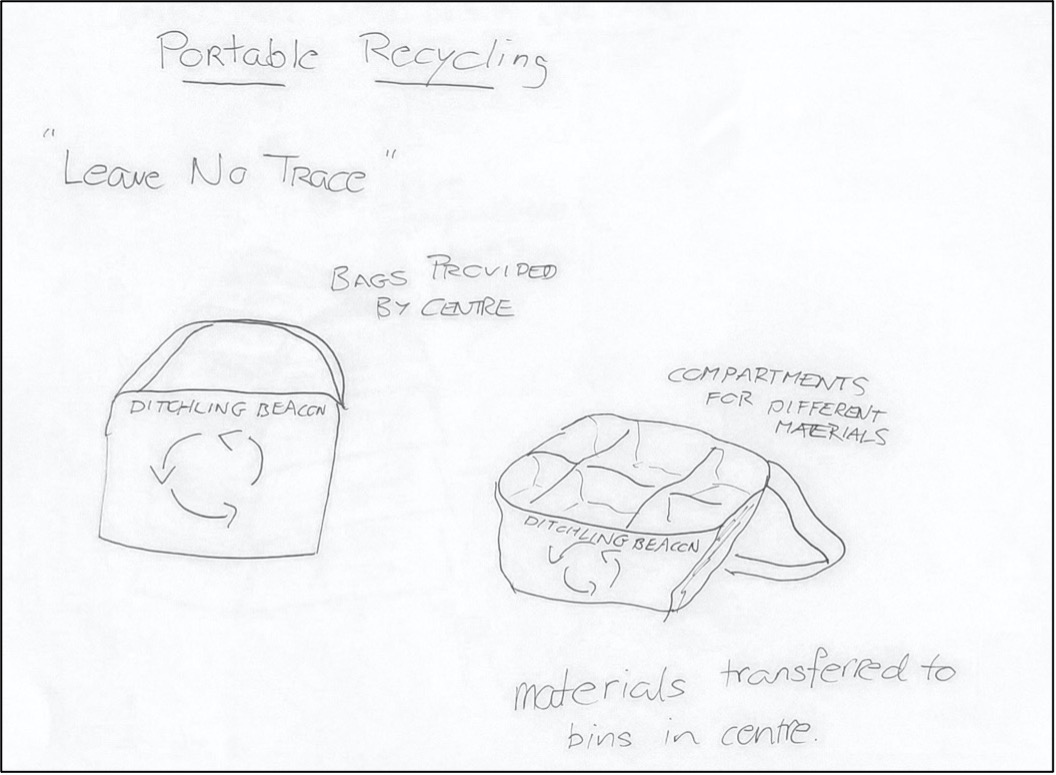 Portable Recycling
"Leave No Trace"
BAGS PROVIDED
BY CENTRE
DITCHLING BEACON
COMPARTMENTS
FOR DIFFERENT
MATERIALS
DITCHLING BEACON
materials transferred to
bins in centre.